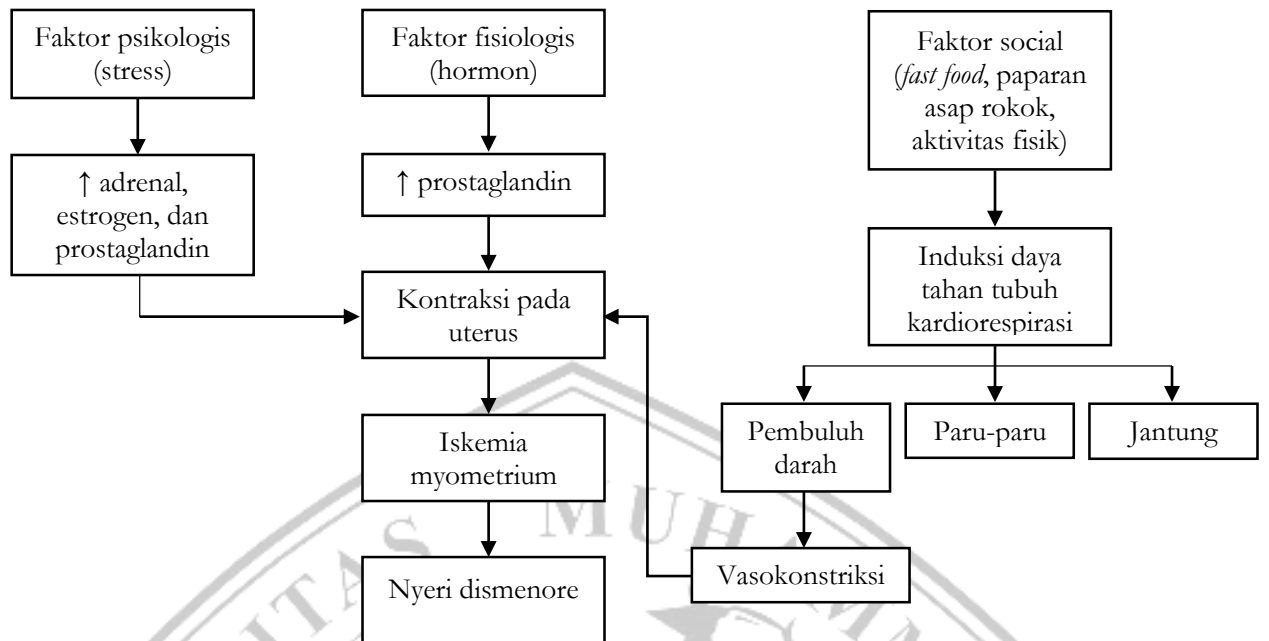 Faktor psikologis
(stress)
Faktor fisiologis
(hormon)
Faktor social
(fast food, paparan
asap rokok,
aktivitas fisik)
↑ adrenal,
estrogen, dan
prostaglandin
↑ prostaglandin
Induksi daya
tahan tubuh
kardiorespirasi
Kontraksi pada
uterus
Pembuluh
darah
Paru-paru
Jantung
Iskemia
myometrium
Vasokonstriksi
Nyeri dismenore
ITAS MUHAMM